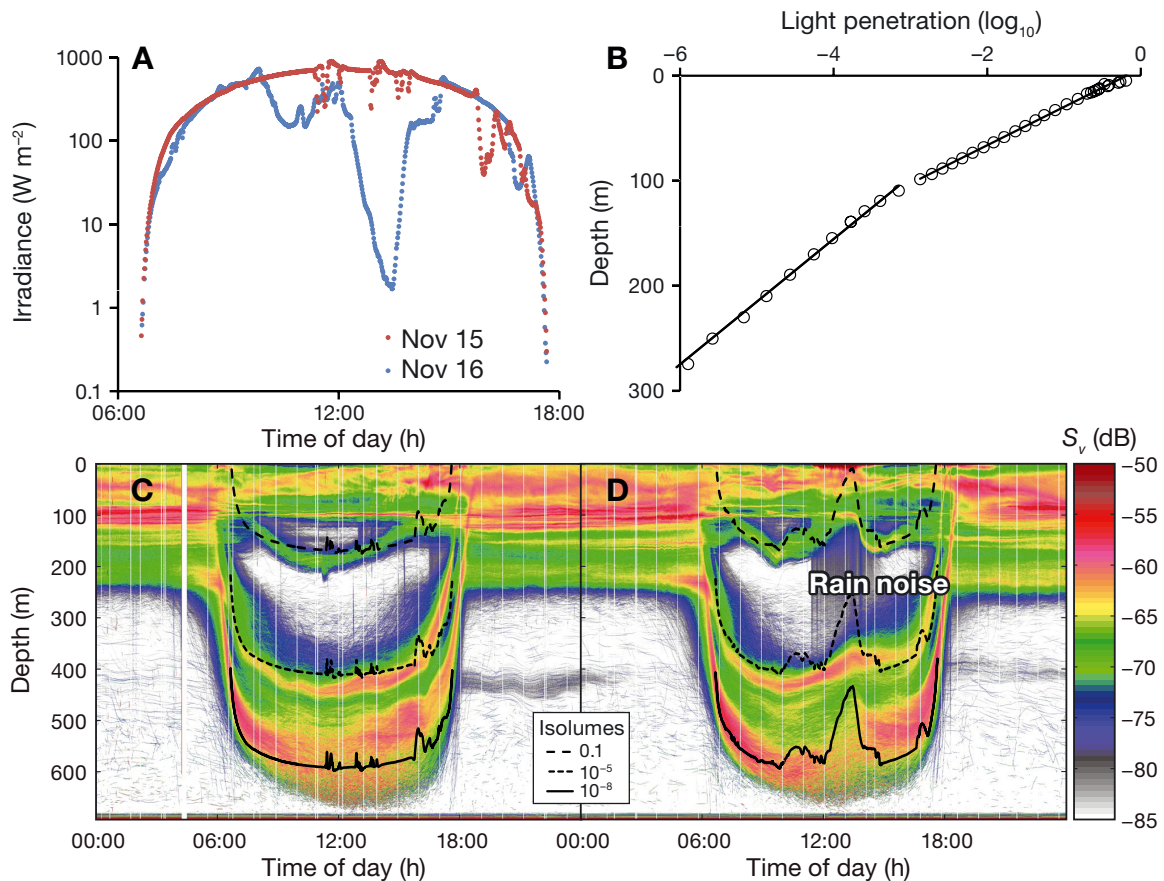 A
Irradiance (W m⁻²)
1000
100
10
1
0.1
06:00 12:00 18:00
Time of day (h)
Nov 15
Nov 16
Light penetration (log₁₀)
B
−6 −4 −2 0
0
100
200
300
Depth (m)
C
D
0
100
200
300
400
500
600
Depth (m)
Rain noise
Isolumes
0.1
10⁻⁵
10⁻⁸
00:00 06:00 12:00 18:00 00:00 06:00 12:00 18:00
Time of day (h) Time of day (h)
Sᵥ (dB)
−50
−55
−60
−65
−70
−75
−80
−85